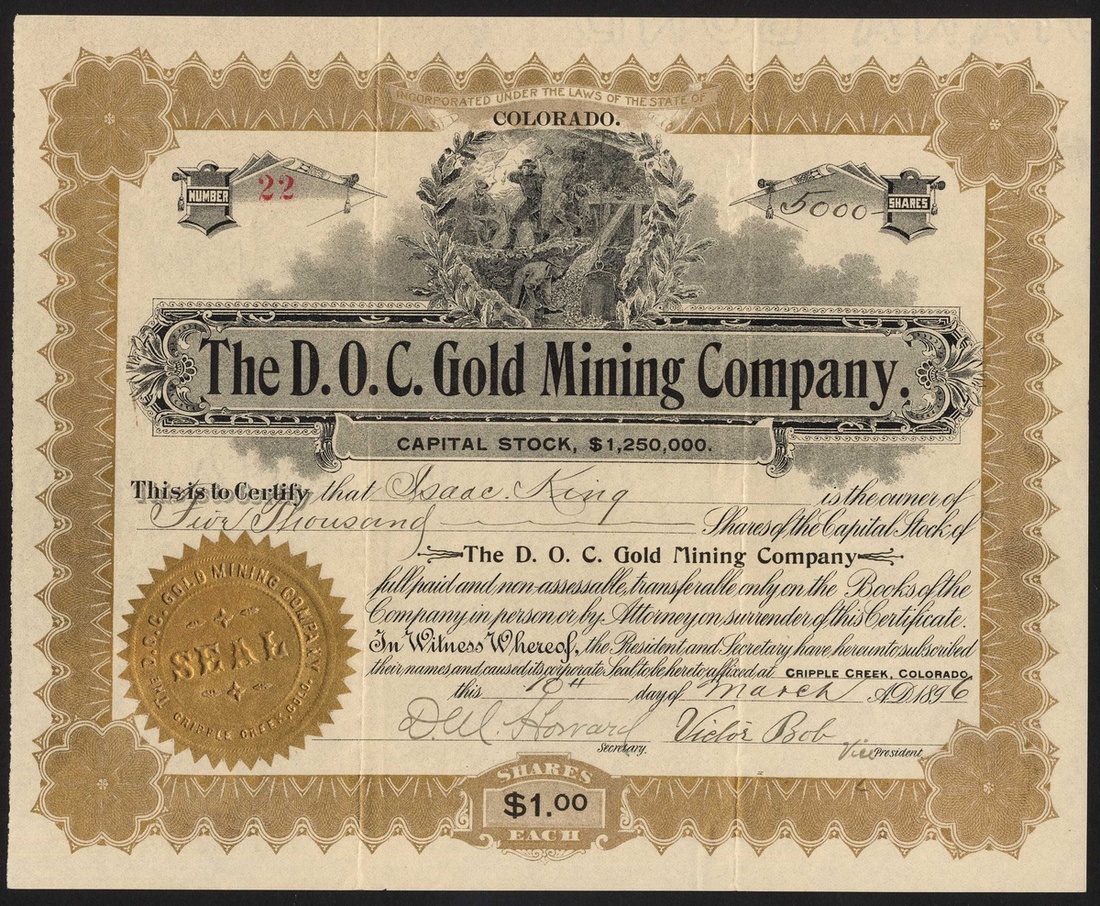 INCORPORATED UNDER THE LAWS OF THE STATE OF
COLORADO.
NUMBER 22
5000 SHARES
The D. O. C. Gold Mining Company.
CAPITAL STOCK, $1,250,000.
This is to Certify that Isaac. King is the owner of
Five Thousand Shares of the Capital Stock of
The D. O. C. Gold Mining Company
full paid and non-assessable, transferable only on the Books of the
Company in person or by Attorney on surrender of this Certificate.
In Witness Whereof, the President and Secretary have hereunto subscribed
their names, and caused its corporate Seal to be hereto affixed at CRIPPLE CREEK, COLORADO,
this 10th day of March A.D. 1896
Howard Victor Bob
Secretary. Vice President.
THE D. O. C. GOLD MINING COMPANY
SEAL
CRIPPLE CREEK, COLO.
SHARES
$1.00
EACH